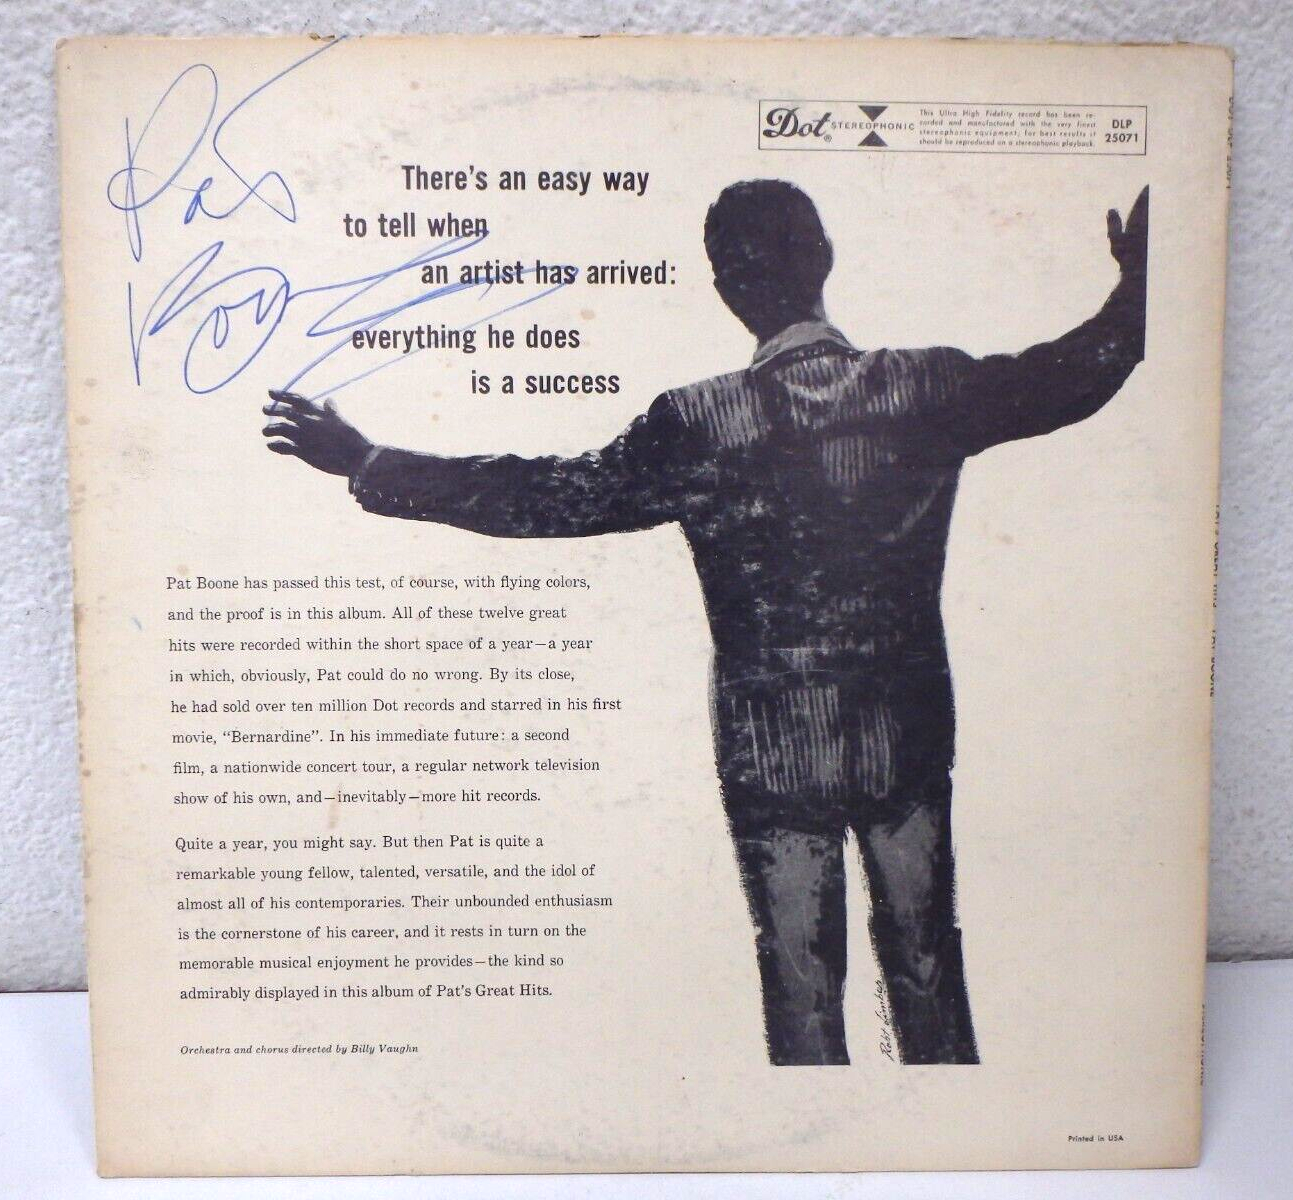 Pat
Boone
Dot® STEREOPHONIC
This Ultra High Fidelity record has been re-
corded and manufactured with the very finest
stereophonic equipment; for best results it
should be reproduced on a stereophonic playback.
DLP
25071
There's an easy way
to tell when
an artist has arrived:
everything he does
is a success
Pat Boone has passed this test, of course, with flying colors,
and the proof is in this album. All of these twelve great
hits were recorded within the short space of a year—a year
in which, obviously, Pat could do no wrong. By its close,
he had sold over ten million Dot records and starred in his first
movie, “Bernardine”. In his immediate future: a second
film, a nationwide concert tour, a regular network television
show of his own, and—inevitably—more hit records.
Quite a year, you might say. But then Pat is quite a
remarkable young fellow, talented, versatile, and the idol of
almost all of his contemporaries. Their unbounded enthusiasm
is the cornerstone of his career, and it rests in turn on the
memorable musical enjoyment he provides—the kind so
admirably displayed in this album of Pat's Great Hits.
Orchestra and chorus directed by Billy Vaughn
Printed in USA